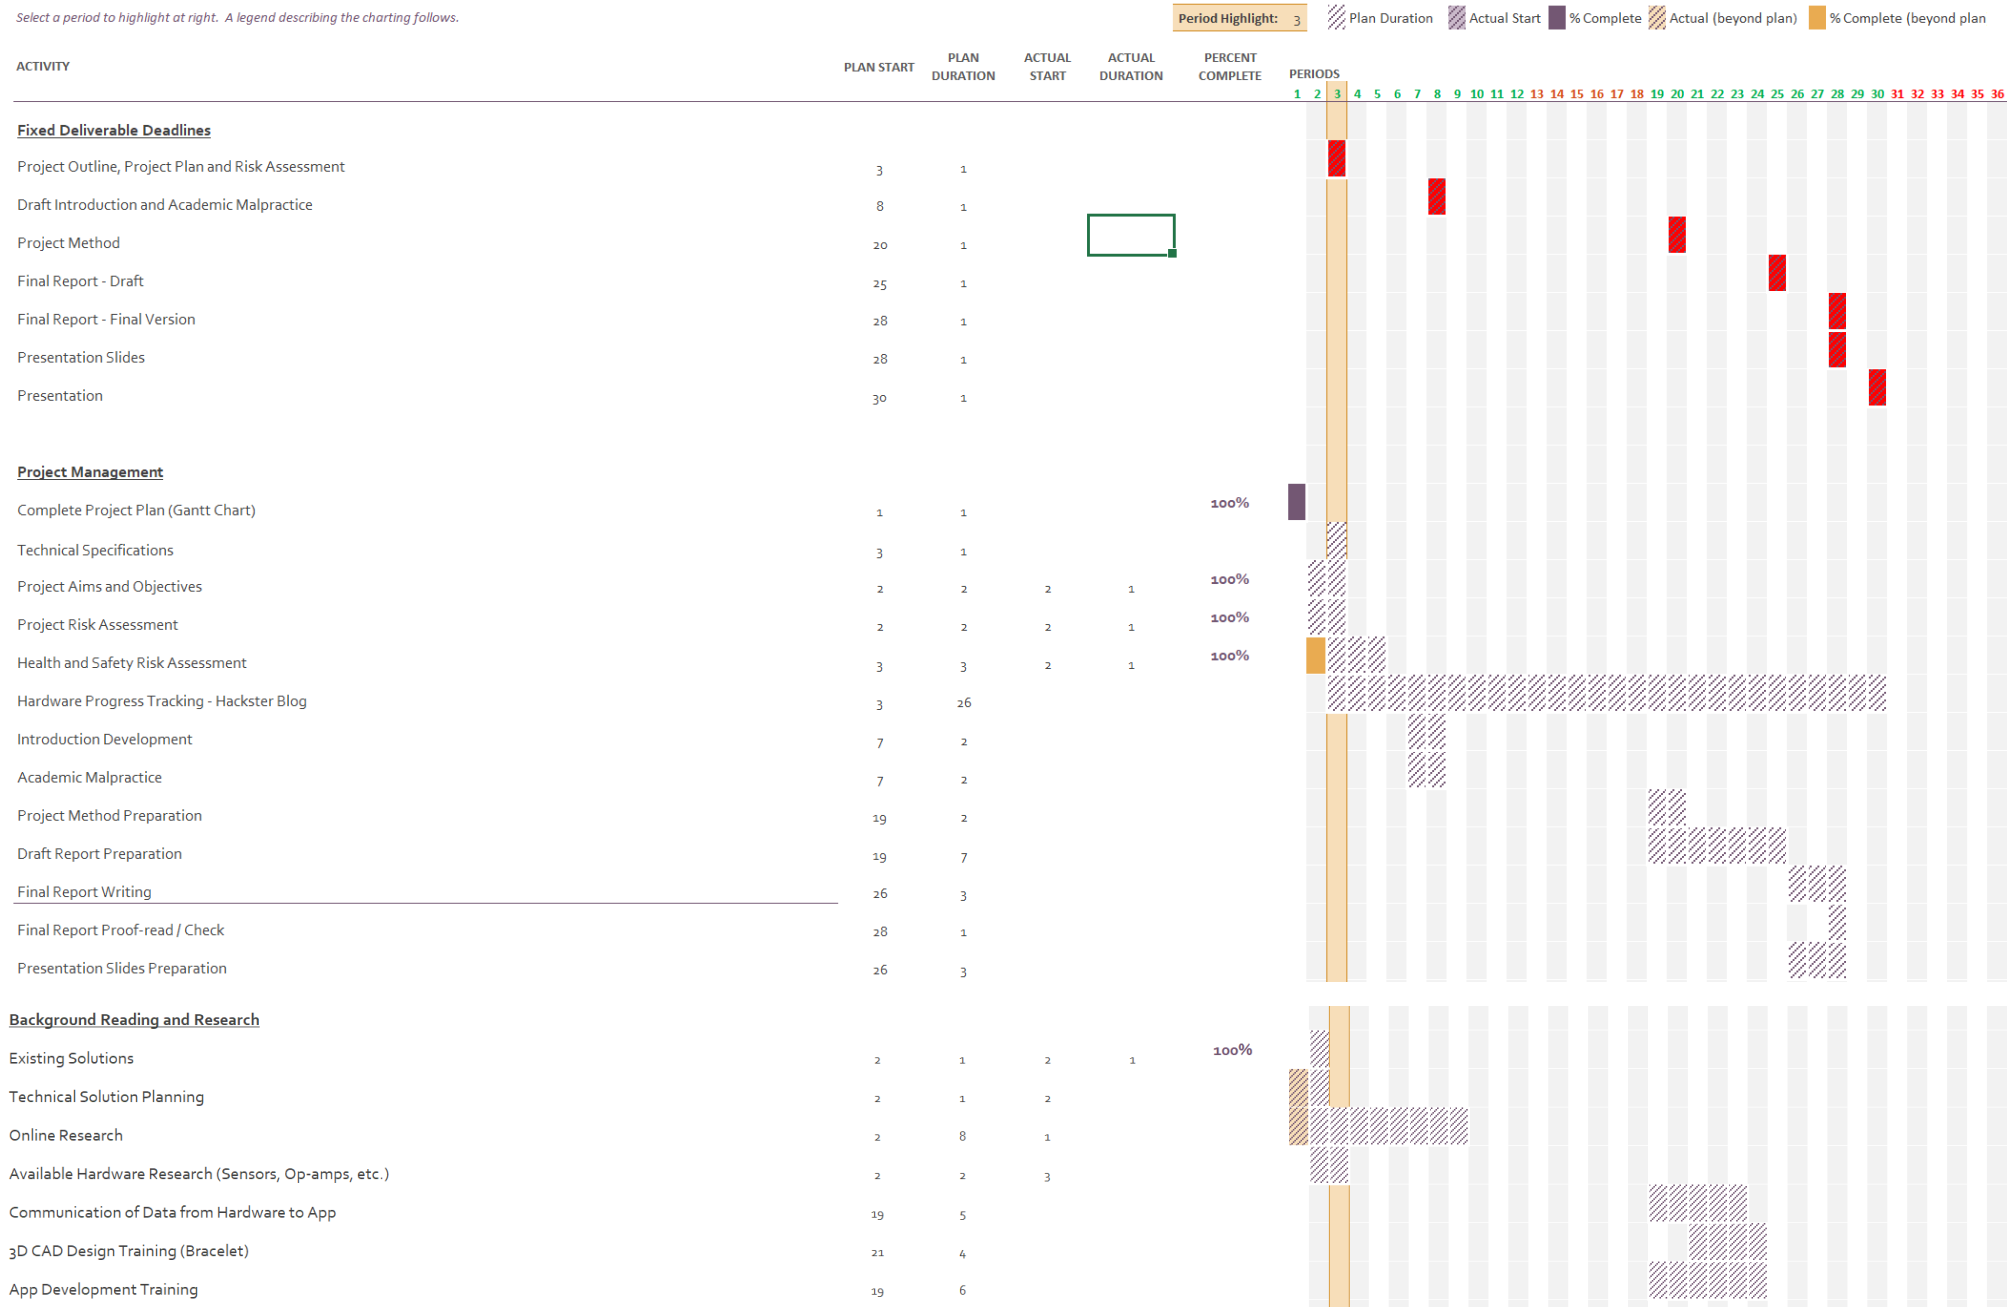 Select a period to highlight at right.  A legend describing the charting follows.
Period Highlight: 3 Plan Duration Actual Start % Complete Actual (beyond plan) % Complete (beyond plan
ACTIVITY PLAN START PLAN DURATION ACTUAL START ACTUAL DURATION PERCENT COMPLETE PERIODS
1 2 3 4 5 6 7 8 9 10 11 12 13 14 15 16 17 18 19 20 21 22 23 24 25 26 27 28 29 30 31 32 33 34 35 36
Fixed Deliverable Deadlines
Project Outline, Project Plan and Risk Assessment 3 1
Draft Introduction and Academic Malpractice 8 1
Project Method 20 1
Final Report - Draft 25 1
Final Report - Final Version 28 1
Presentation Slides 28 1
Presentation 30 1
Project Management
Complete Project Plan (Gantt Chart) 1 1 100%
Technical Specifications 3 1
Project Aims and Objectives 2 2 2 1 100%
Project Risk Assessment 2 2 2 1 100%
Health and Safety Risk Assessment 3 3 2 1 100%
Hardware Progress Tracking - Hackster Blog 3 26
Introduction Development 7 2
Academic Malpractice 7 2
Project Method Preparation 19 2
Draft Report Preparation 19 7
Final Report Writing 26 3
Final Report Proof-read / Check 28 1
Presentation Slides Preparation 26 3
Background Reading and Research
Existing Solutions 2 1 2 1 100%
Technical Solution Planning 2 1 2
Online Research 2 8 1
Available Hardware Research (Sensors, Op-amps, etc.) 2 2 3
Communication of Data from Hardware to App 19 5
3D CAD Design Training (Bracelet) 21 4
App Development Training 19 6